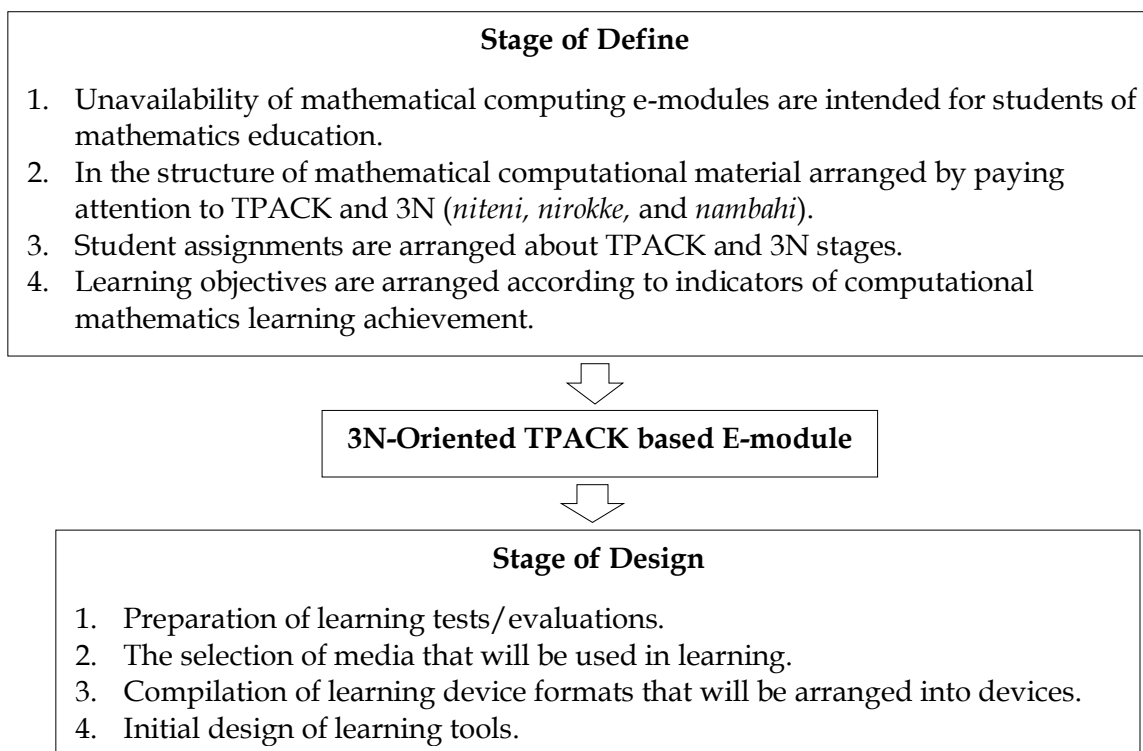 Stage of Define
1. Unavailability of mathematical computing e-modules are intended for students of
mathematics education.
2. In the structure of mathematical computational material arranged by paying
attention to TPACK and 3N (niteni, nirokke, and nambahi).
3. Student assignments are arranged about TPACK and 3N stages.
4. Learning objectives are arranged according to indicators of computational
mathematics learning achievement.
3N-Oriented TPACK based E-module
Stage of Design
1. Preparation of learning tests/evaluations.
2. The selection of media that will be used in learning.
3. Compilation of learning device formats that will be arranged into devices.
4. Initial design of learning tools.